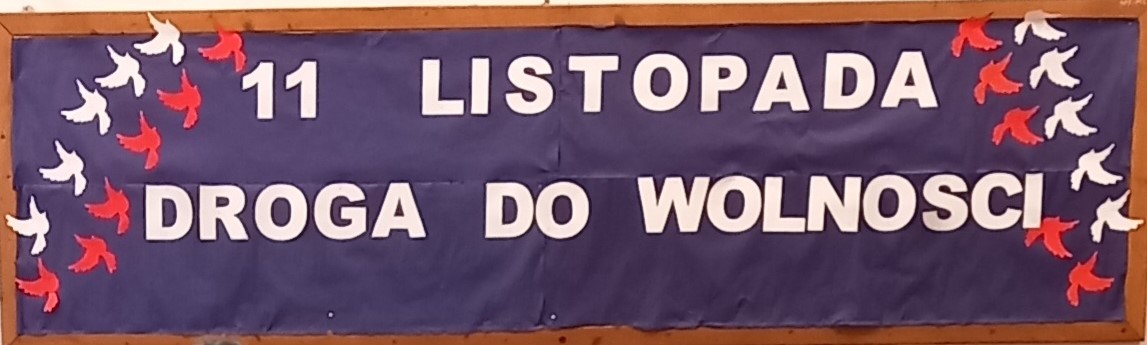 11 LISTOPADA
DROGA DO WOLNOSCI